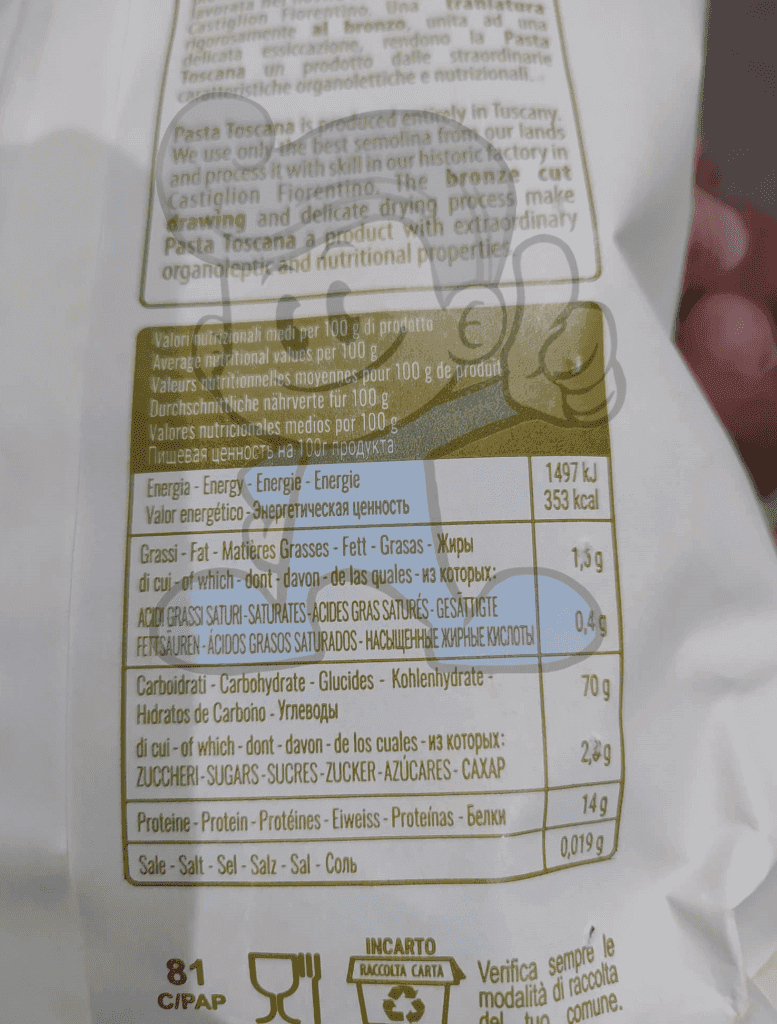 Castiglion Fiorentino. Una Tranlatura
rigorosamente al bronzo, unita ad una
delicata essiccazione, rendono la Pasta
Toscana un prodotto dalle straordinarie
caratteristiche organolettiche e nutrizionali.
Pasta Toscana is produced entirely in Tuscany.
We use only the best semolina from our lands
and process it with skill in our historic factory in
Castiglion Fiorentino. The bronze cut
drawing and delicate drying process make
Pasta Toscana a product with extraordinary
organoleptic and nutritional properties.
Valori nutrizionali medi per 100 g di prodotto
Average nutritional values per 100 g
Valeurs nutritionnelles moyennes pour 100 g de produit
Durchschnittliche nährverte für 100 g
Valores nutricionales medios por 100 g
Пищевая ценность на 100г продукта
Energia - Energy - Energie - Energie 1497 kJ
Valor energético - Энергетическая ценность 353 kcal
Grassi - Fat - Matières Grasses - Fett - Grasas - Жиры 1,5 g
di cui - of which - dont - davon - de las quales - из которых:
ACIDI GRASSI SATURI - SATURATES - ACIDES GRAS SATURÉS - GESÄTTIGTE 0,4 g
FETTSÄUREN - ÁCIDOS GRASOS SATURADOS - НАСЫЩЕННЫЕ ЖИРНЫЕ КИСЛОТЫ
Carboidrati - Carbohydrate - Glucides - Kohlenhydrate - 70 g
Hidratos de Carbono - Углеводы
di cui - of which - dont - davon - de los cuales - из которых: g
ZUCCHERI - SUGARS - SUCRES - ZUCKER - AZÚCARES - САХАР
Proteine - Protein - Protéines - Eiweiss - Proteínas - Белки 14 g
Sale - Salt - Sel - Salz - Sal - Соль 0,019 g
81
C/PAP
INCARTO
RACCOLTA CARTA
Verifica sempre le
modalità di raccolta
del tuo comune.